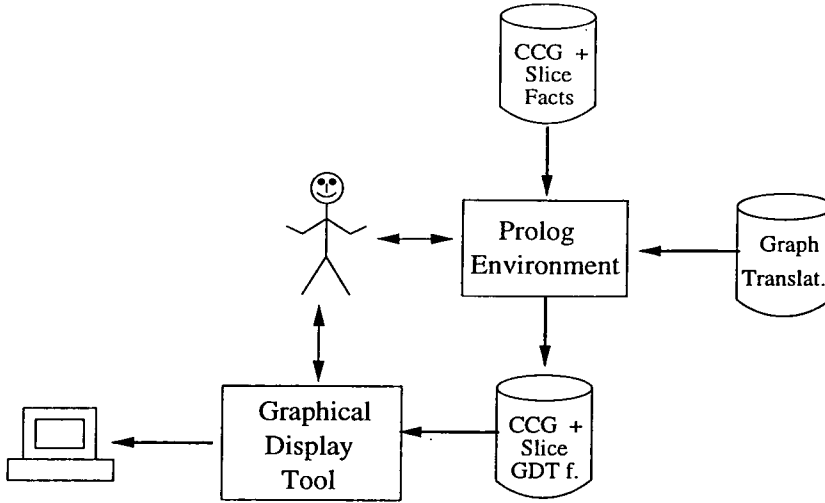 CCG +
Slice
Facts
Prolog
Environment
Graph
Translat.
Graphical
Display
Tool
CCG +
Slice
GDT f.